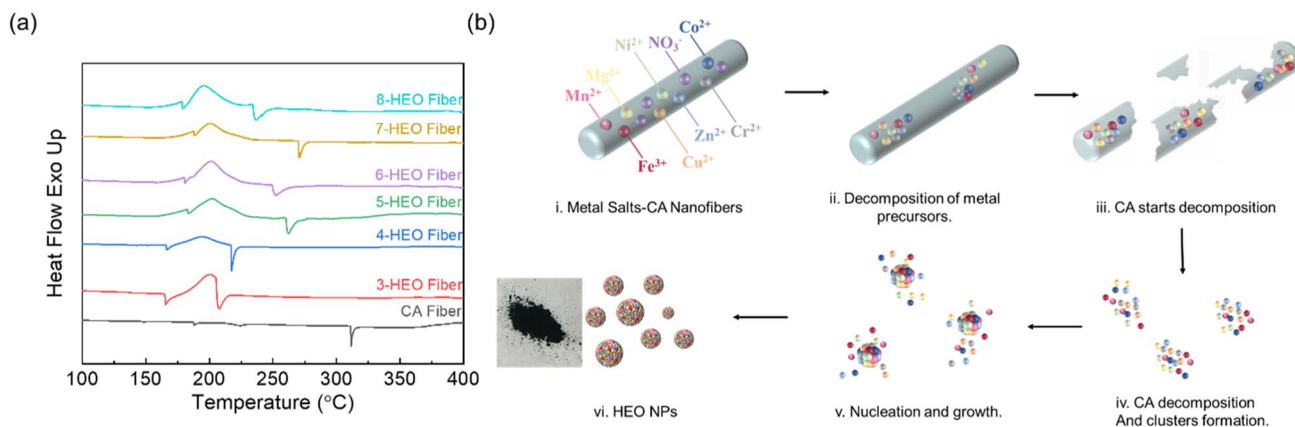 (a)
Heat Flow Exo Up
8-HEO Fiber
7-HEO Fiber
6-HEO Fiber
5-HEO Fiber
4-HEO Fiber
3-HEO Fiber
CA Fiber
100 150 200 250 300 350 400
Temperature (°C)
(b)
Co²⁺
Ni²⁺ NO₃⁻
Mg²⁺
Mn²⁺
Fe³⁺
Cu²⁺
Zn²⁺
Cr²⁺
i. Metal Salts-CA Nanofibers
ii. Decomposition of metal
precursors.
iii. CA starts decomposition
iv. CA decomposition
And clusters formation.
v. Nucleation and growth.
vi. HEO NPs